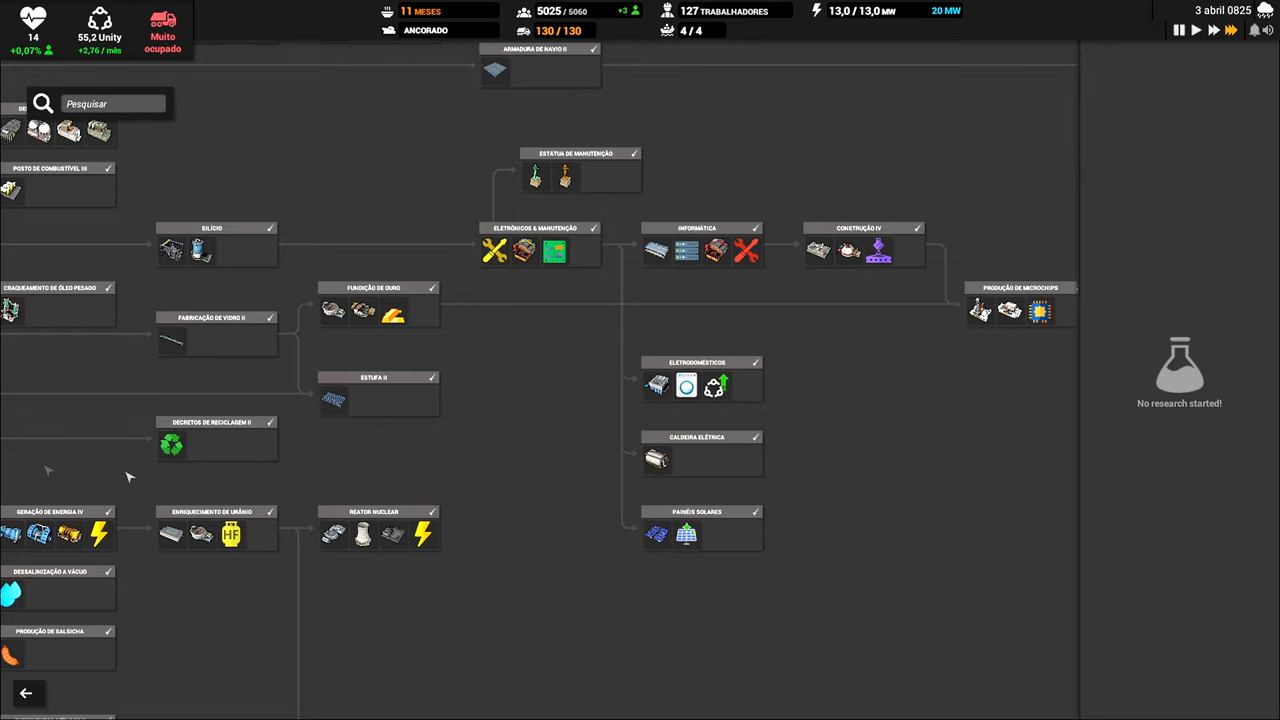 14
+0,07%
55,2 Unity
+2,76 / mês
Muito
ocupado
11 MESES
ANCORADO
5025 / 5060
+3
130 / 130
127 TRABALHADORES
4 / 4
13,0 / 13,0 MW
20 MW
3 abril 0825
Pesquisar
ARMADURA DE NAVIO II
POSTO DE COMBUSTÍVEL III
ESTÁTUA DE MANUTENÇÃO
SILÍCIO
ELETRÔNICOS & MANUTENÇÃO
INFORMÁTICA
CONSTRUÇÃO IV
CRAQUEAMENTO DE ÓLEO PESADO
FUNDIÇÃO DE OURO
PRODUÇÃO DE MICROCHIPS
FABRICAÇÃO DE VIDRO II
ESTUFA II
ELETRODOMÉSTICOS
No research started!
DECRETOS DE RECICLAGEM II
CALDEIRA ELÉTRICA
GERAÇÃO DE ENERGIA IV
ENRIQUECIMENTO DE URÂNIO
HF
REATOR NUCLEAR
PAINÉIS SOLARES
DESSALINIZAÇÃO A VÁCUO
PRODUÇÃO DE SALSICHA